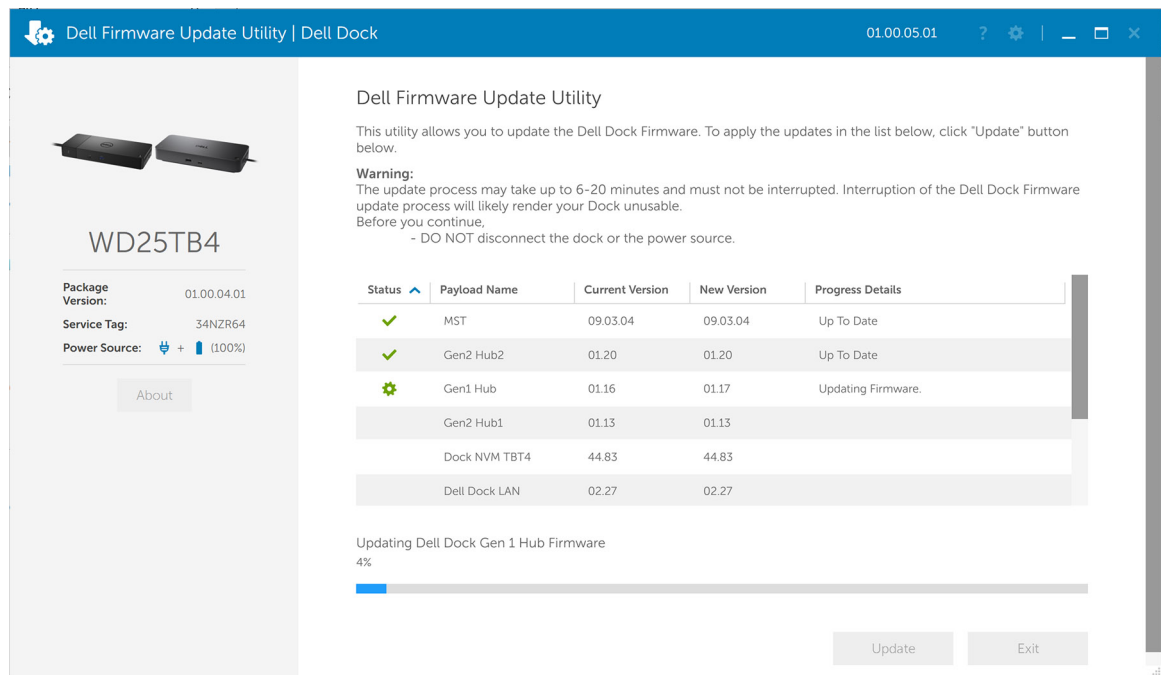 Dell Firmware Update Utility | Dell Dock
01.00.05.01
?
Dell Firmware Update Utility
This utility allows you to update the Dell Dock Firmware. To apply the updates in the list below, click "Update" button
below.
Warning:
The update process may take up to 6-20 minutes and must not be interrupted. Interruption of the Dell Dock Firmware
update process will likely render your Dock unusable.
Before you continue,
- DO NOT disconnect the dock or the power source.
WD25TB4
Package
Version:
01.00.04.01
Service Tag: 34NZR64
Power Source: + (100%)
About
Status Payload Name Current Version New Version Progress Details
MST 09.03.04 09.03.04 Up To Date
Gen2 Hub2 01.20 01.20 Up To Date
Gen1 Hub 01.16 01.17 Updating Firmware.
Gen2 Hub1 01.13 01.13
Dock NVM TBT4 44.83 44.83
Dell Dock LAN 02.27 02.27
Updating Dell Dock Gen 1 Hub Firmware
4%
Update Exit